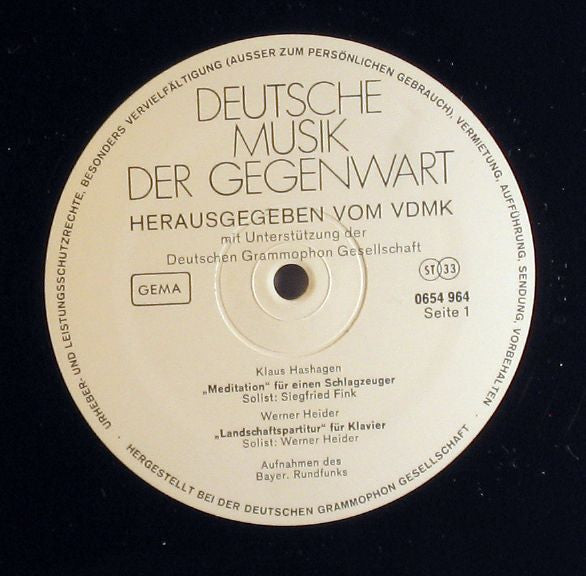 DEUTSCHE
MUSIK
DER GEGENWART
HERAUSGEGEBEN VOM VDMK
mit Unterstützung der
Deutschen Grammophon Gesellschaft
GEMA
ST 33
0654 964
Seite 1
Klaus Hashagen
„Meditation“ für einen Schlagzeuger
Solist: Siegfried Fink
Werner Heider
„Landschaftspartitur“ für Klavier
Solist: Werner Heider
Aufnahmen des
Bayer. Rundfunks
URHEBER- UND LEISTUNGSSCHUTZRECHTE, BESONDERS VERVIELFÄLTIGUNG (AUSSER ZUM PERSÖNLICHEN GEBRAUCH), VERMIETUNG, AUFFÜHRUNG, SENDUNG, VORBEHALTEN
· HERGESTELLT BEI DER DEUTSCHEN GRAMMOPHON GESELLSCHAFT ·